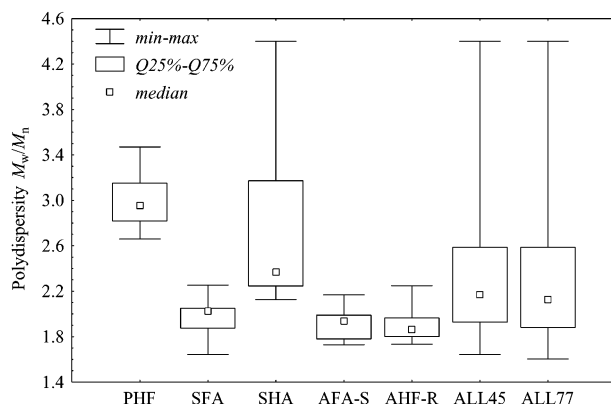 4.6
4.2
3.8
3.4
3.0
2.6
2.2
1.8
1.4
Polydispersity Mw/Mn
min-max
Q25%-Q75%
median
PHF SFA SHA AFA-S AHF-R ALL45 ALL77